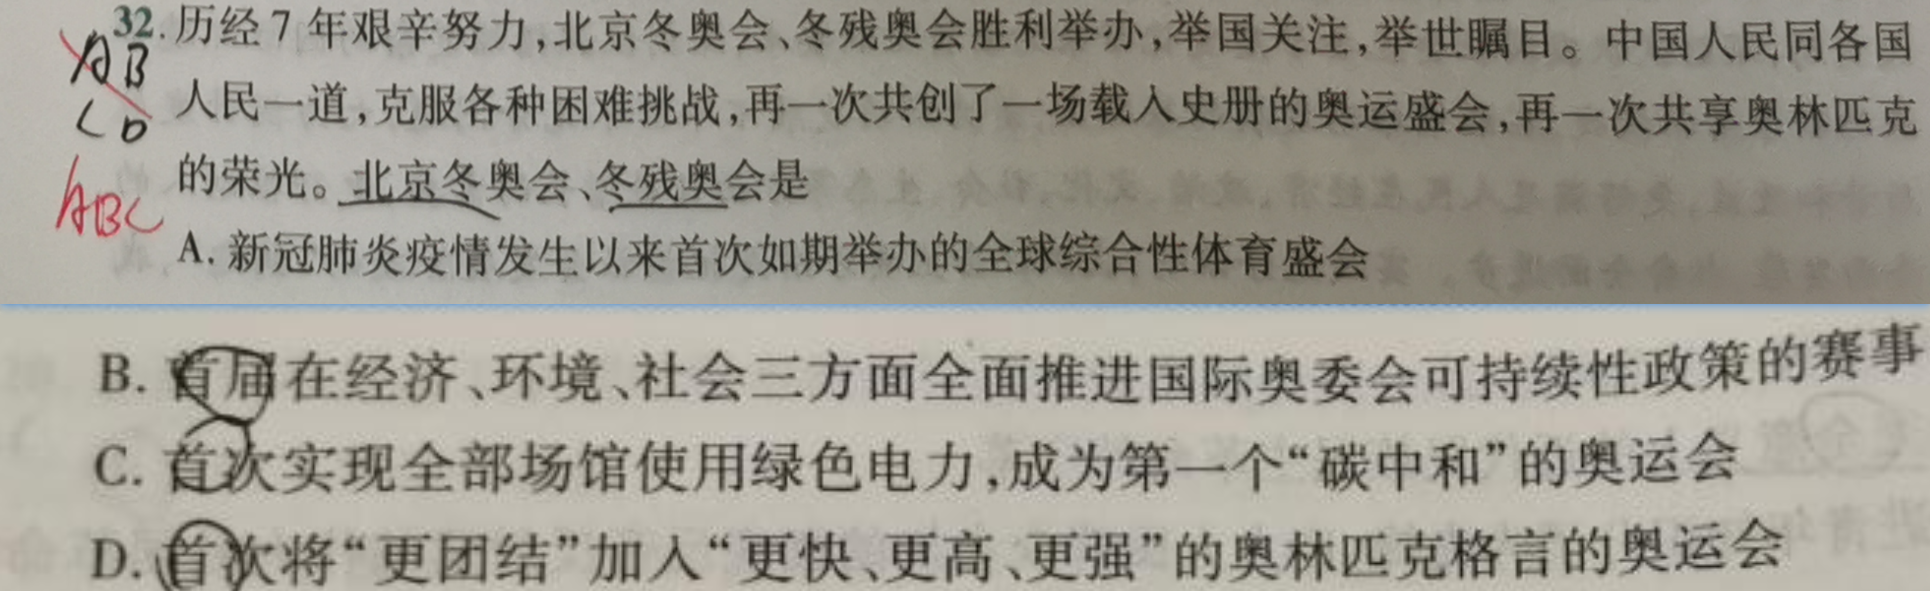 32.历经7年艰辛努力,北京冬奥会、冬残奥会胜利举办,举国关注,举世瞩目。中国人民同各国
AB
人民一道,克服各种困难挑战,再一次共创了一场载入史册的奥运盛会,再一次共享奥林匹克
CD
的荣光。北京冬奥会、冬残奥会是
ABC
A.新冠肺炎疫情发生以来首次如期举办的全球综合性体育盛会
B.首届在经济、环境、社会三方面全面推进国际奥委会可持续性政策的赛事
C.首次实现全部场馆使用绿色电力,成为第一个“碳中和”的奥运会
D.首次将“更团结”加入“更快、更高、更强”的奥林匹克格言的奥运会